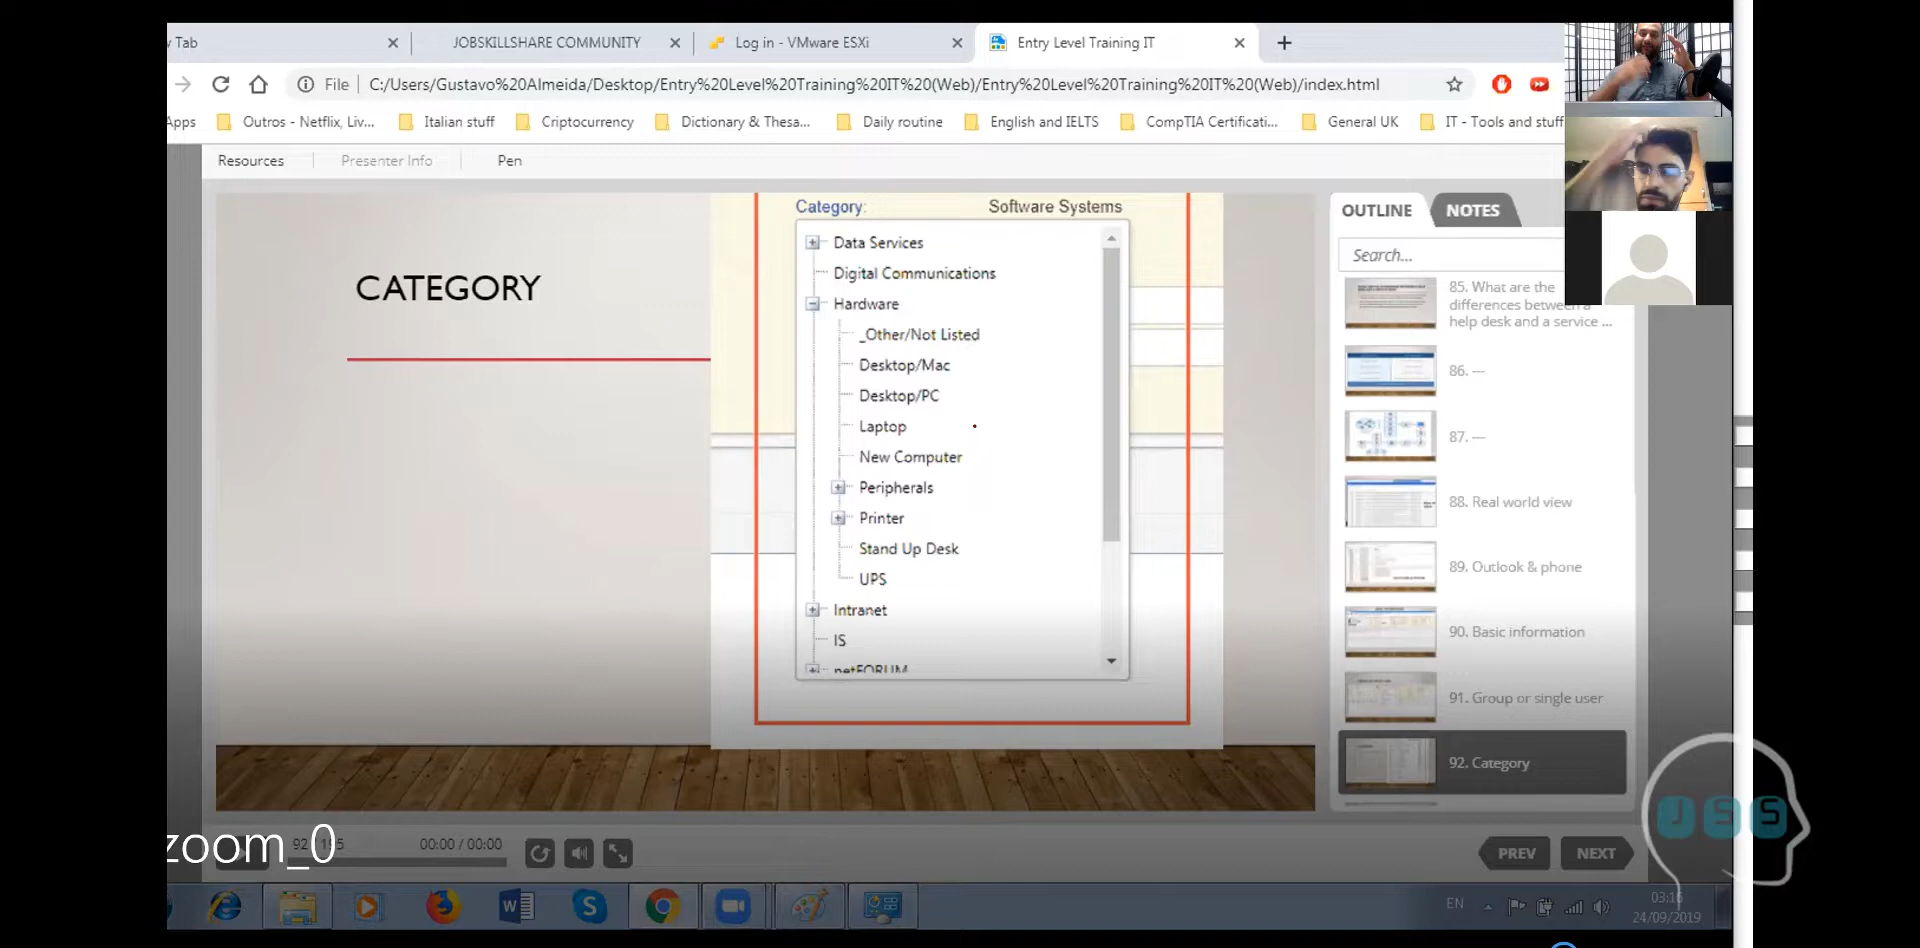 Tab
JOBSKILLSHARE COMMUNITY
Log in - VMware ESXi
Entry Level Training IT
File
C:/Users/Gustavo%20Almeida/Desktop/Entry%20Level%20Training%20IT%20(Web)/Entry%20Level%20Training%20IT%20(Web)/index.html
Apps
Outros - Netflix, Liv...
Italian stuff
Criptocurrency
Dictionary & Thesa...
Daily routine
English and IELTS
CompTIA Certificati...
General UK
IT - Tools and stuff
Resources
Presenter Info
Pen
CATEGORY
Category:
Software Systems
Data Services
Digital Communications
Hardware
_Other/Not Listed
Desktop/Mac
Desktop/PC
Laptop
New Computer
Peripherals
Printer
Stand Up Desk
UPS
Intranet
IS
netFORUM
OUTLINE
NOTES
Search...
85. What are the
differences between a
help desk and a service ...
86. ---
87. ---
88. Real world view
89. Outlook & phone
90. Basic information
91. Group or single user
92. Category
JSS
zoom_0
00:00 / 00:00
PREV
NEXT
EN
03:16
24/09/2019